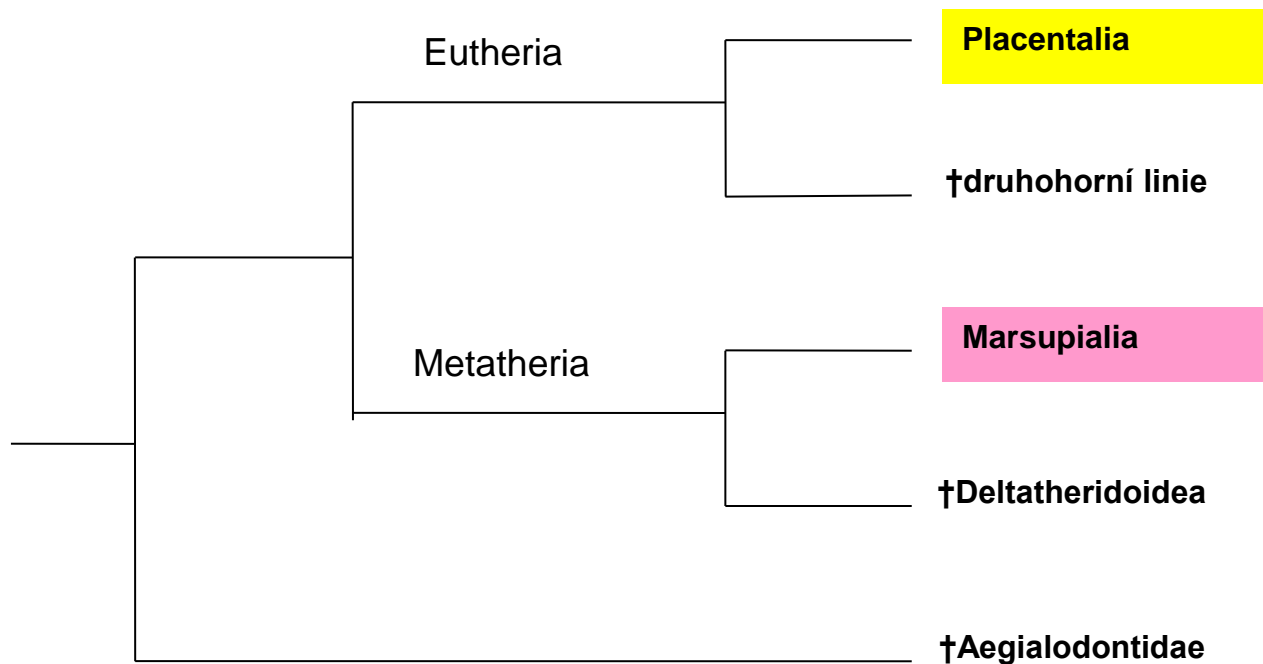 Placentalia
Eutheria
†druhohorní linie
Marsupialia
Metatheria
†Deltatheridoidea
†Aegialodontidae